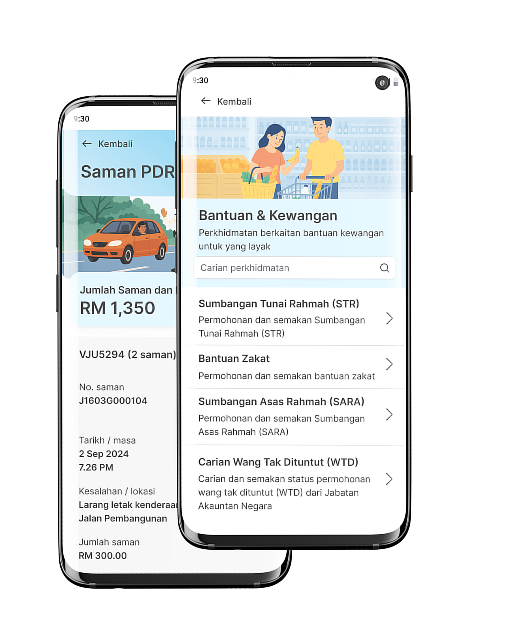 9:30
Kembali
Saman PDR
Jumlah Saman dan
RM 1,350
VJU5294 (2 saman)
No. saman
J1603G000104
Tarikh / masa
2 Sep 2024
7.26 PM
Kesalahan / lokasi
Larang letak kenderaa
Jalan Pembangunan
Jumlah saman
RM 300.00
9:30
Kembali
Bantuan & Kewangan
Perkhidmatan berkaitan bantuan kewangan
untuk yang layak
Carian perkhidmatan
Sumbangan Tunai Rahmah (STR)
Permohonan dan semakan Sumbangan
Tunai Rahmah (STR)
Bantuan Zakat
Permohonan dan semakan bantuan zakat
Sumbangan Asas Rahmah (SARA)
Permohonan dan semakan Sumbangan
Asas Rahmah (SARA)
Carian Wang Tak Dituntut (WTD)
Carian dan semakan status permohonan
wang tak dituntut (WTD) dari Jabatan
Akauntan Negara